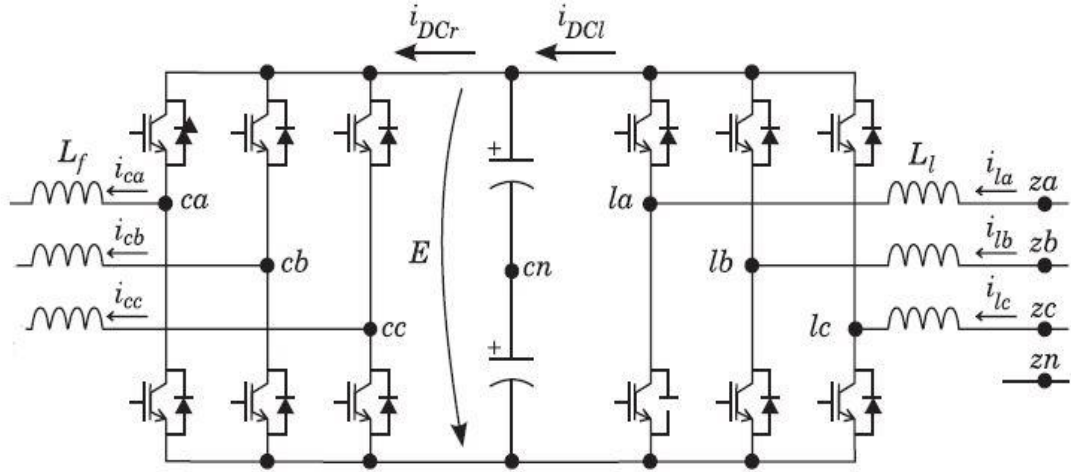 i_DCr i_DCl
L_f i_ca ca la L_l i_la za
i_cb cb E cn lb i_lb zb
i_cc cc lc i_lc zc
zn
+
+